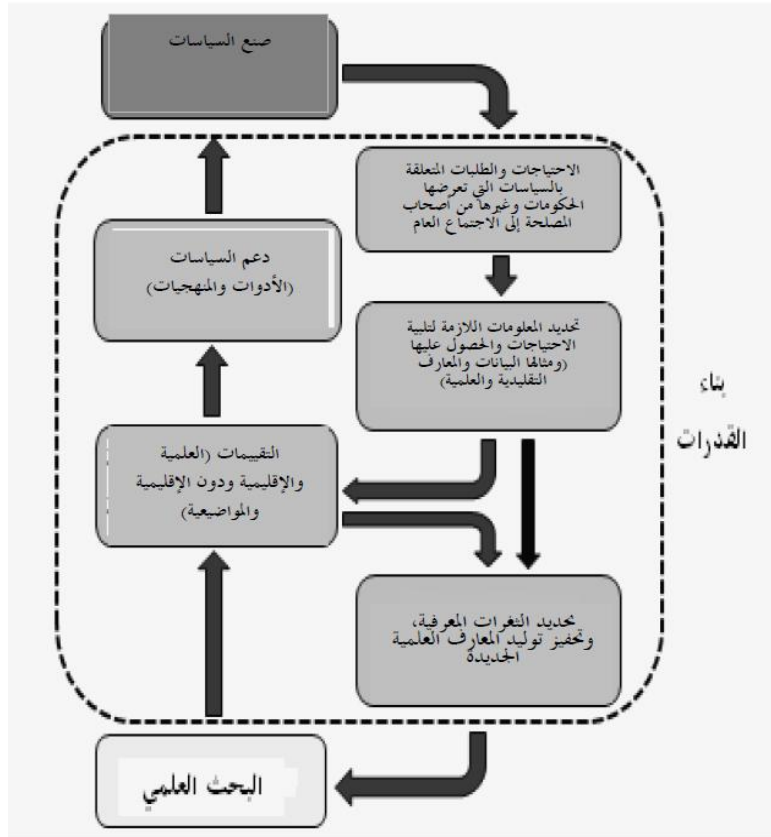 صنع السياسات
الاحتياجات والطلبات المتعلقة
بالسياسات التي تعرضها
الحكومات وغيرها من أصحاب
المصلحة إلى الاجتماع العام
دعم السياسات
(الأدوات والمنهجيات)
تحديد المعلومات اللازمة لتلبية
الاحتياجات والحصول عليها
(ومثالها البيانات والمعارف
التقليدية والعلمية)
بناء
القدرات
التقييمات (العلمية
والإقليمية ودون الإقليمية
والمواضيعية)
تحديد الثغرات المعرفية،
وتحفيز توليد المعارف العلمية
الجديدة
البحث العلمي